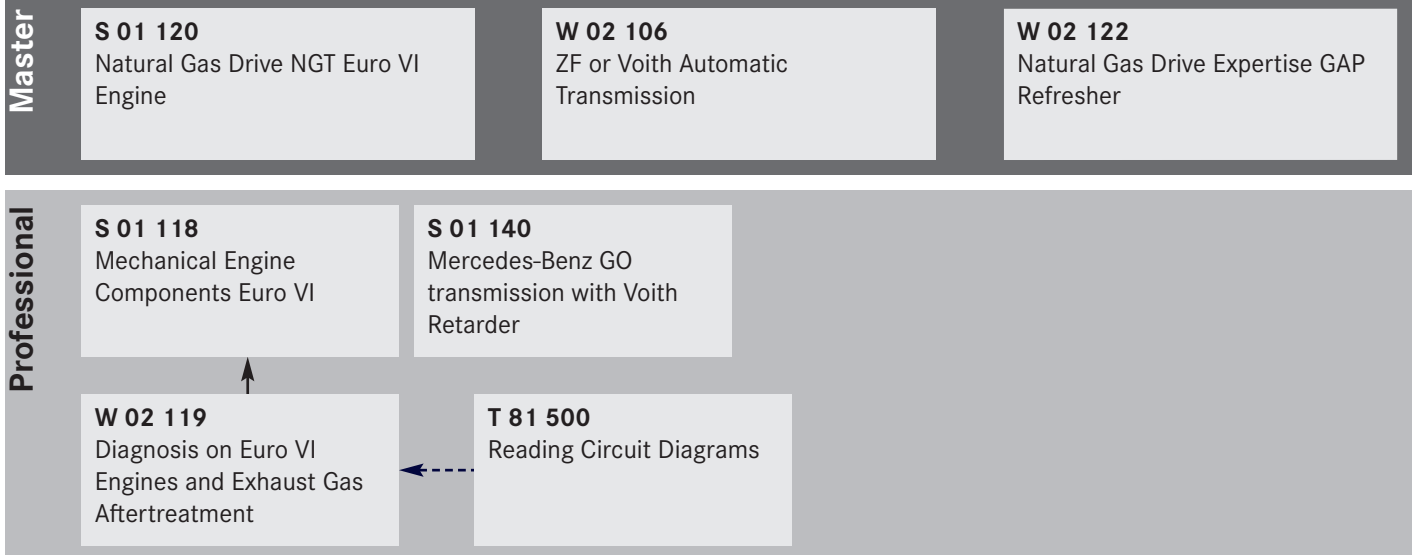 Master
S 01 120
Natural Gas Drive NGT Euro VI
Engine
W 02 106
ZF or Voith Automatic
Transmission
W 02 122
Natural Gas Drive Expertise GAP
Refresher
Professional
S 01 118
Mechanical Engine
Components Euro VI
S 01 140
Mercedes-Benz GO
transmission with Voith
Retarder
W 02 119
Diagnosis on Euro VI
Engines and Exhaust Gas
Aftertreatment
T 81 500
Reading Circuit Diagrams